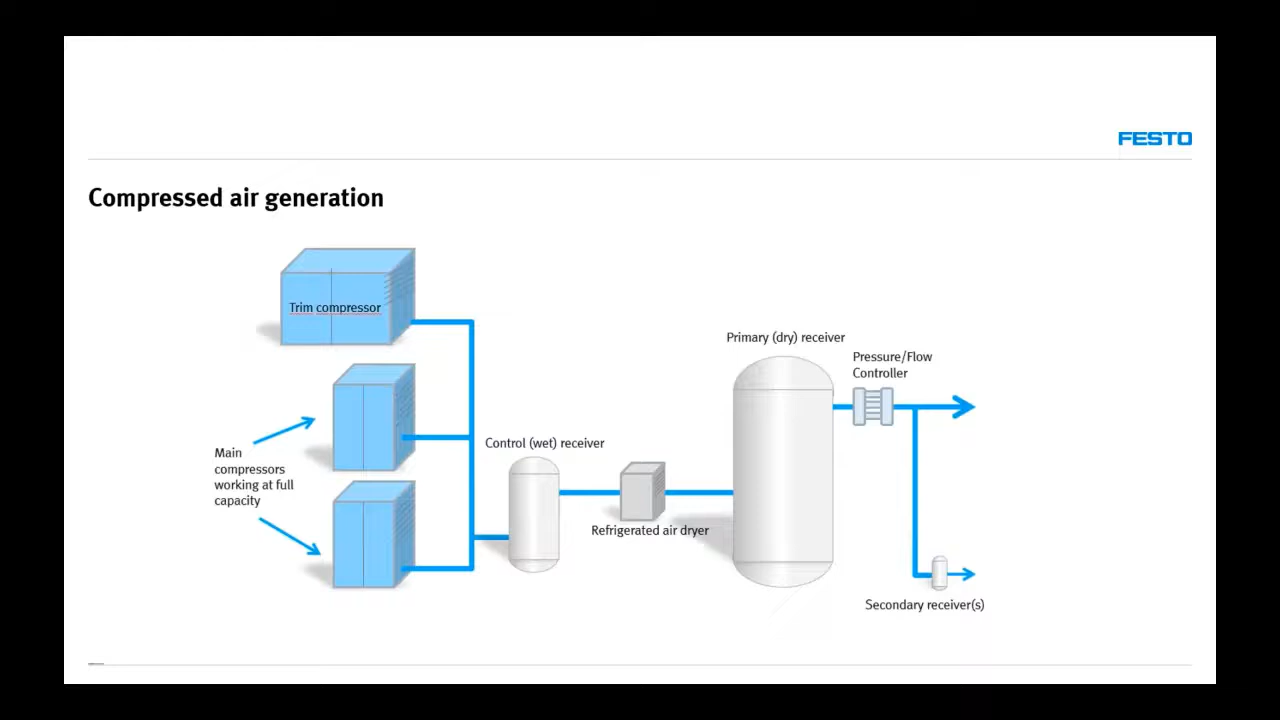 FESTO
Compressed air generation
Trim compressor
Primary (dry) receiver
Pressure/Flow
Controller
Control (wet) receiver
Main
compressors
working at full
capacity
Refrigerated air dryer
Secondary receiver(s)